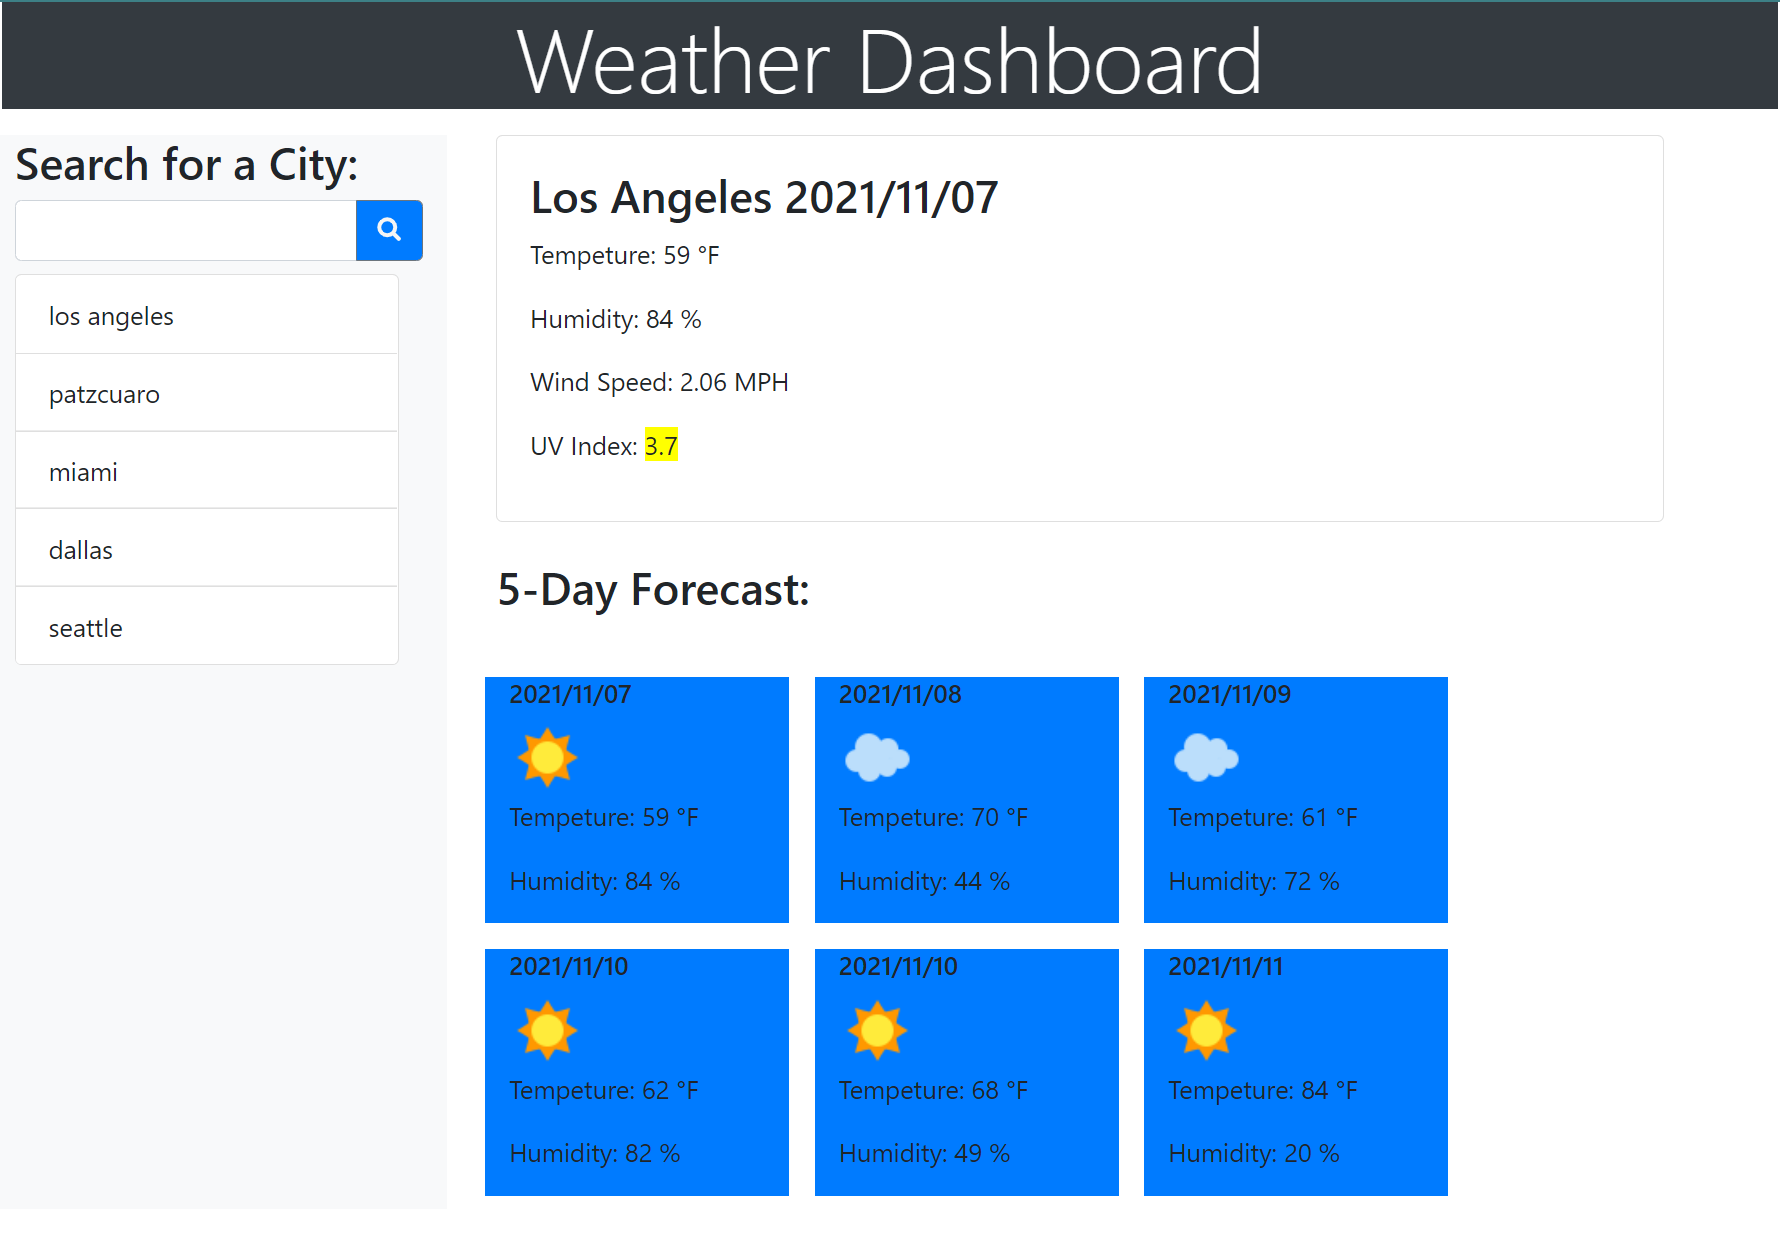 Weather Dashboard
Search for a City:
los angeles
patzcuaro
miami
dallas
seattle
Los Angeles 2021/11/07
Tempeture: 59 °F
Humidity: 84 %
Wind Speed: 2.06 MPH
UV Index: 3.7
5-Day Forecast:
2021/11/07
Tempeture: 59 °F
Humidity: 84 %
2021/11/08
Tempeture: 70 °F
Humidity: 44 %
2021/11/09
Tempeture: 61 °F
Humidity: 72 %
2021/11/10
Tempeture: 62 °F
Humidity: 82 %
2021/11/10
Tempeture: 68 °F
Humidity: 49 %
2021/11/11
Tempeture: 84 °F
Humidity: 20 %